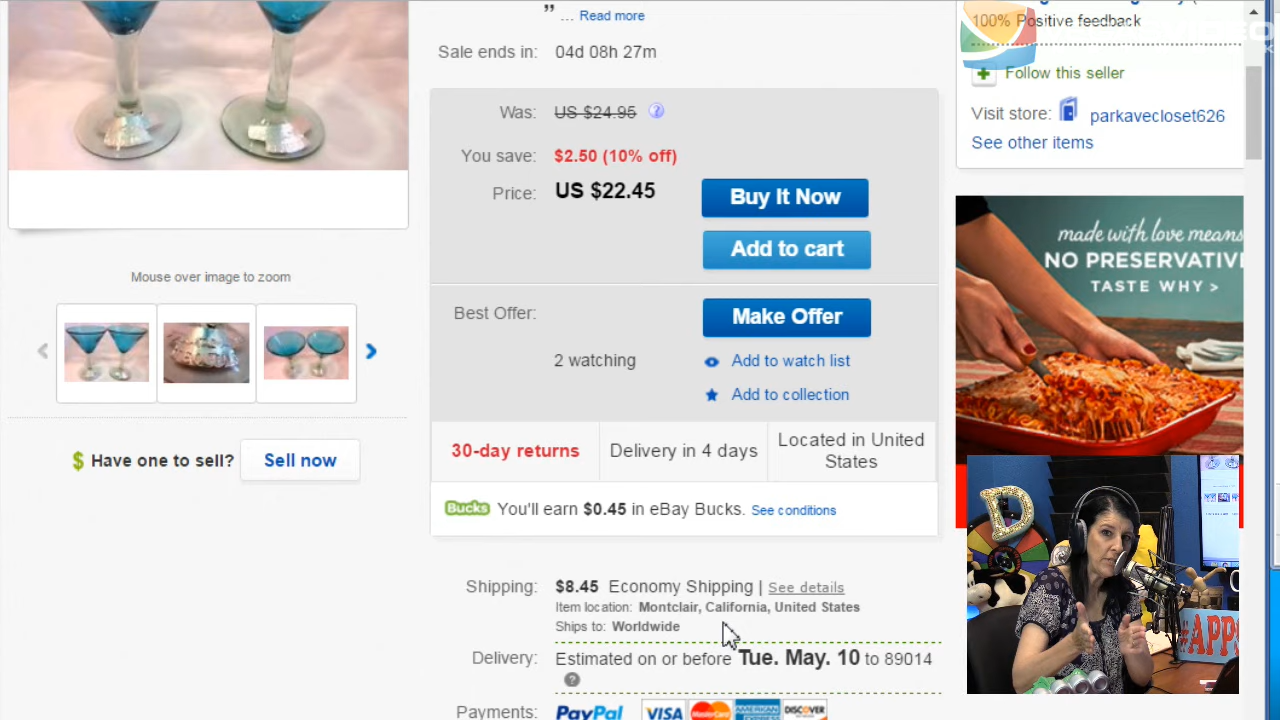 ” ... Read more
Sale ends in: 04d 08h 27m
Was: US $24.95 ?
You save: $2.50 (10% off)
Price: US $22.45
Buy It Now
Add to cart
Best Offer:
Make Offer
2 watching
Add to watch list
Add to collection
30-day returns
Delivery in 4 days
Located in United
States
Bucks You'll earn $0.45 in eBay Bucks. See conditions
Shipping: $8.45 Economy Shipping | See details
Item location: Montclair, California, United States
Ships to: Worldwide
Delivery: Estimated on or before Tue. May. 10 to 89014
?
Payments: PayPal VISA MasterCard AMERICAN EXPRESS DISCOVER
Mouse over image to zoom
$ Have one to sell? Sell now
100% Positive feedback
Follow this seller
Visit store: parkavecloset626
See other items
made with love means
NO PRESERVATIV
TASTE WHY >
D
#APPS